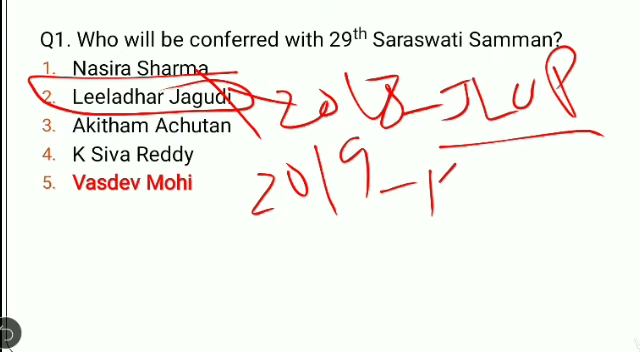 Q1. Who will be conferred with 29th Saraswati Samman?
1. Nasira Sharma
2. Leeladhar Jagudi
3. Akitham Achutan
4. K Siva Reddy
5. Vasdev Mohi
2018-JLUP
2019-